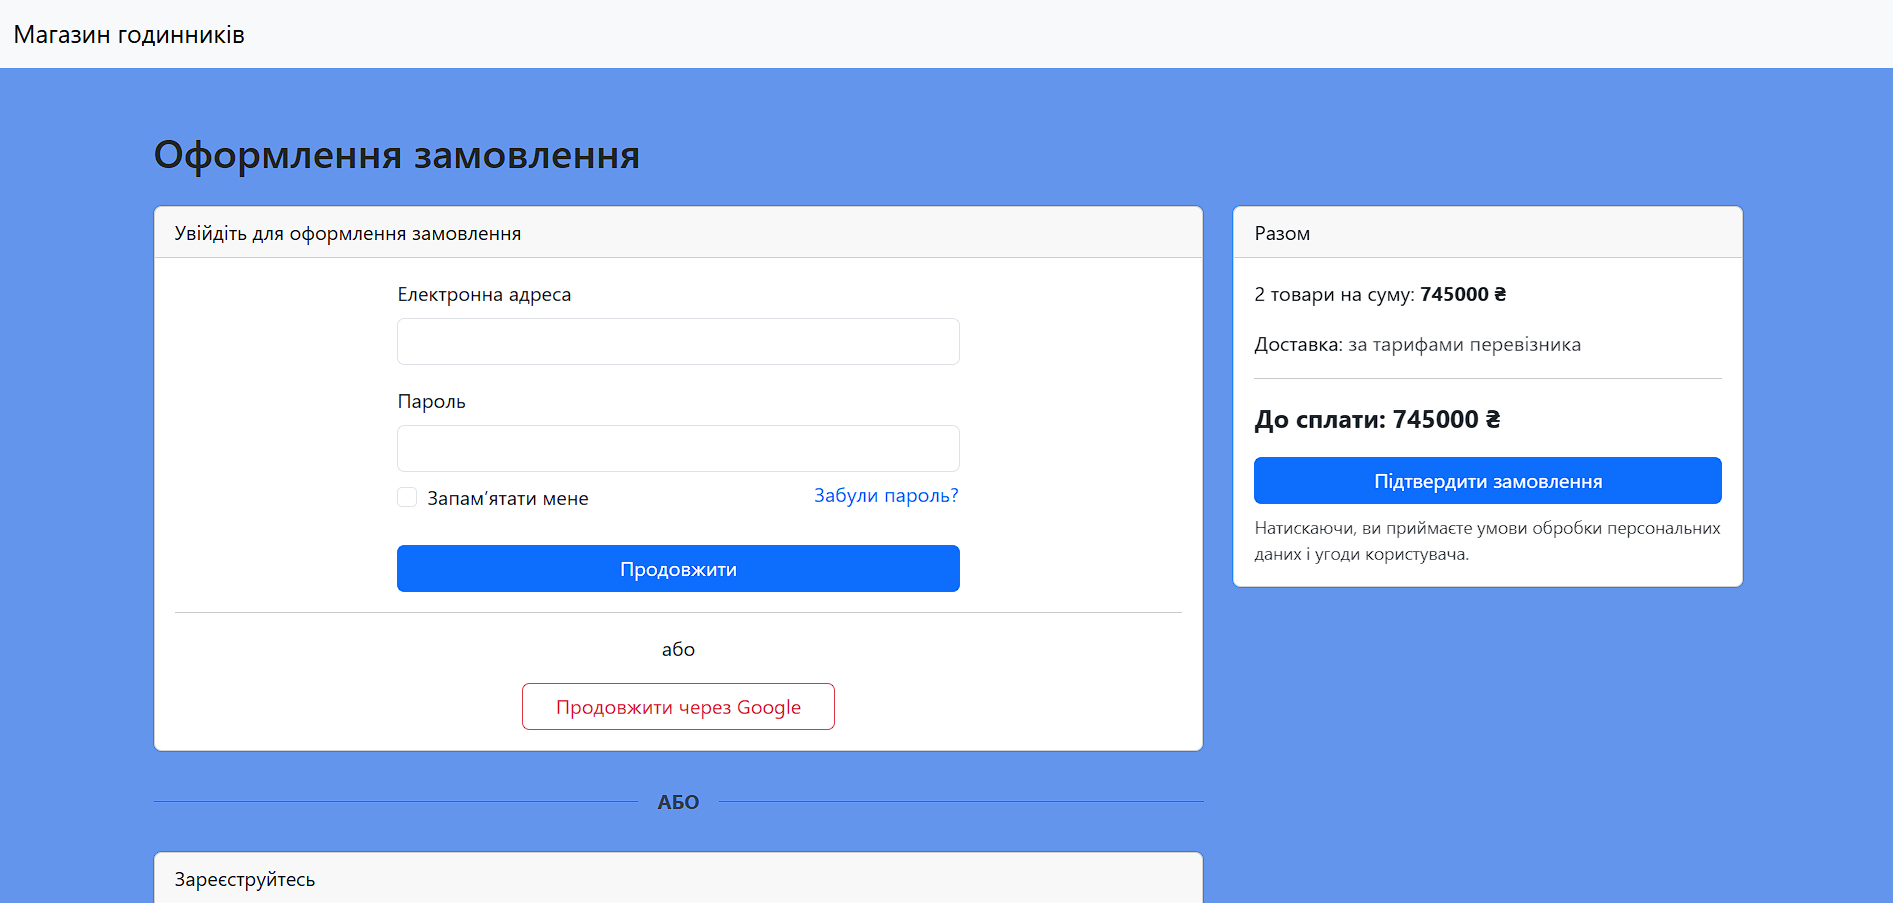 Магазин годинників
Оформлення замовлення
Увійдіть для оформлення замовлення
Електронна адреса
Пароль
Запам’ятати мене
Забули пароль?
Продовжити
або
Продовжити через Google
АБО
Зареєструйтесь
Разом
2 товари на суму: 745000 ₴
Доставка: за тарифами перевізника
До сплати: 745000 ₴
Підтвердити замовлення
Натискаючи, ви приймаєте умови обробки персональних
даних і угоди користувача.